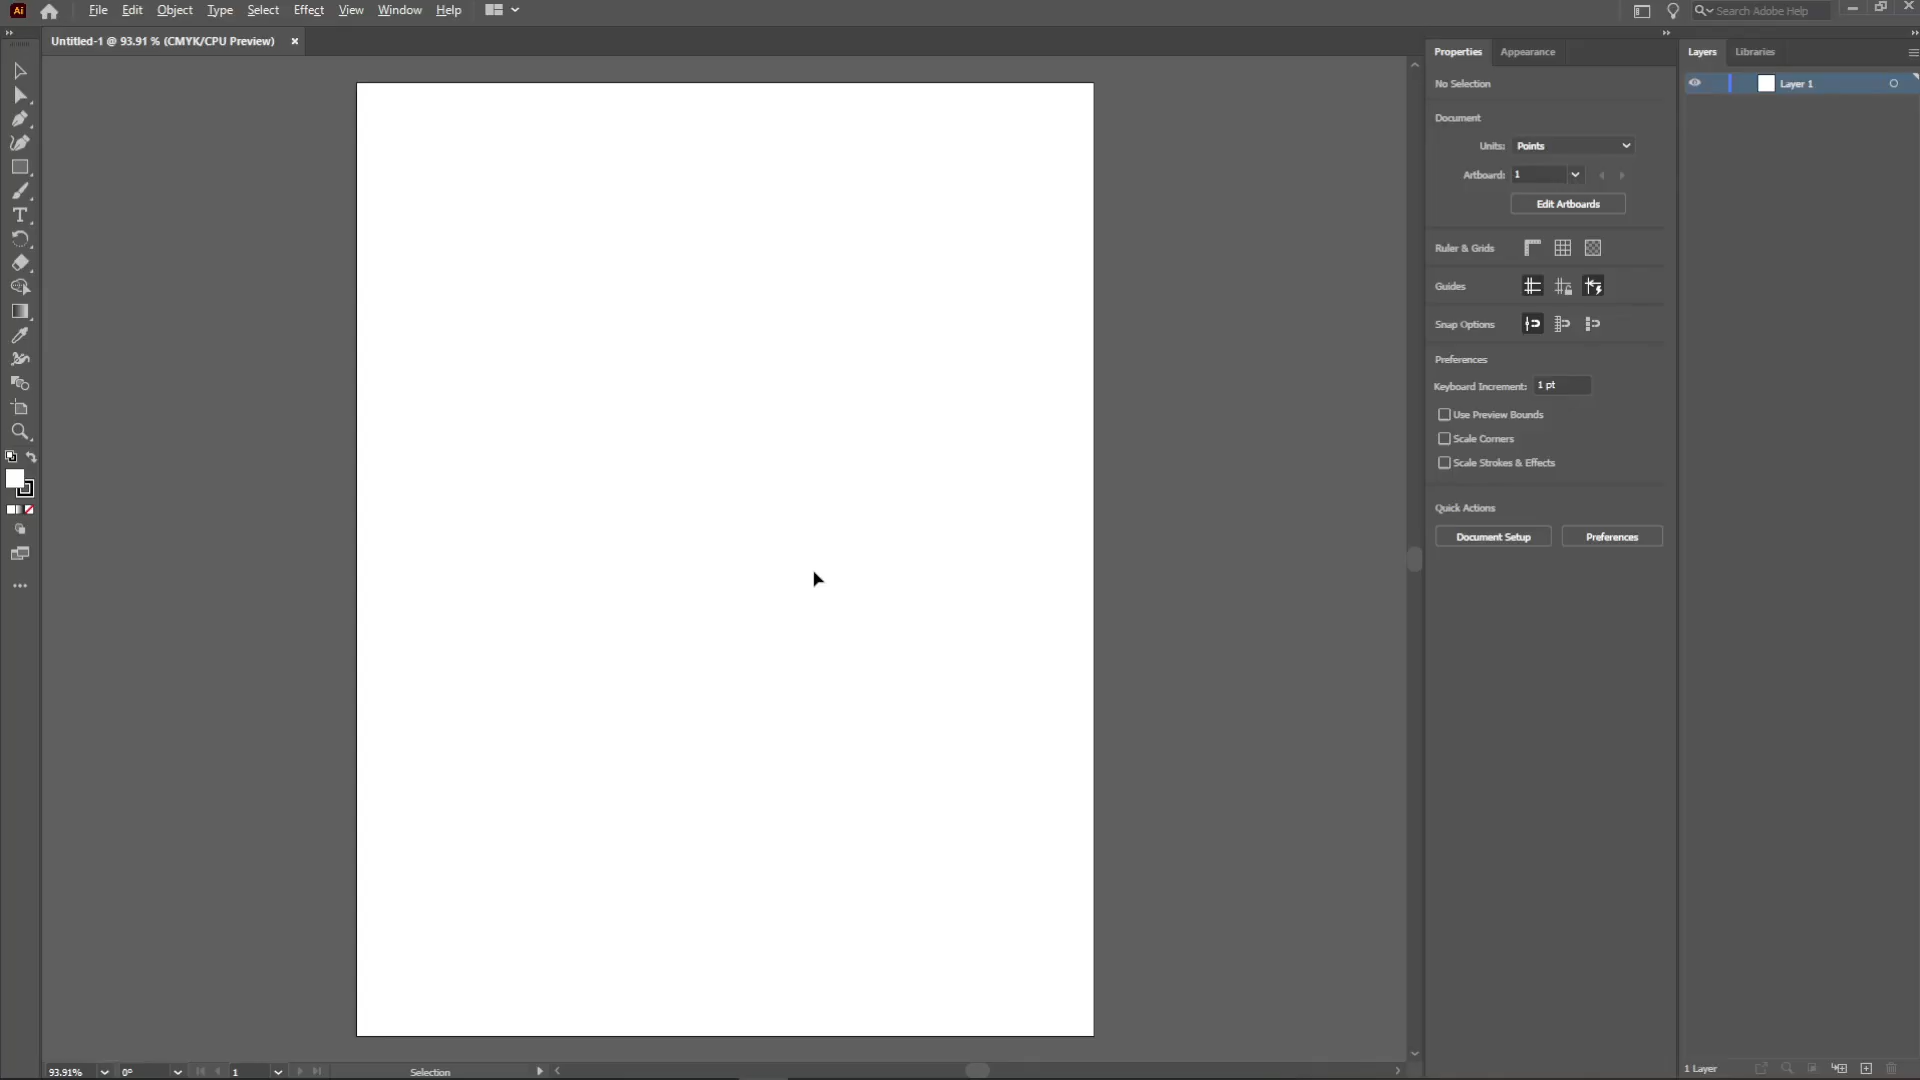 Ai File Edit Object Type Select Effect View Window Help Search Adobe Help
Untitled-1 @ 93.91 % (CMYK/CPU Preview) ×
Properties Appearance
Layers Libraries
No Selection
Layer 1
Document
Units: Points
Artboard: 1
Edit Artboards
Ruler & Grids
Guides
Snap Options
Preferences
Keyboard Increment: 1 pt
Use Preview Bounds
Scale Corners
Scale Strokes & Effects
Quick Actions
Document Setup Preferences
93.91% 0° 1 Selection
1 Layer